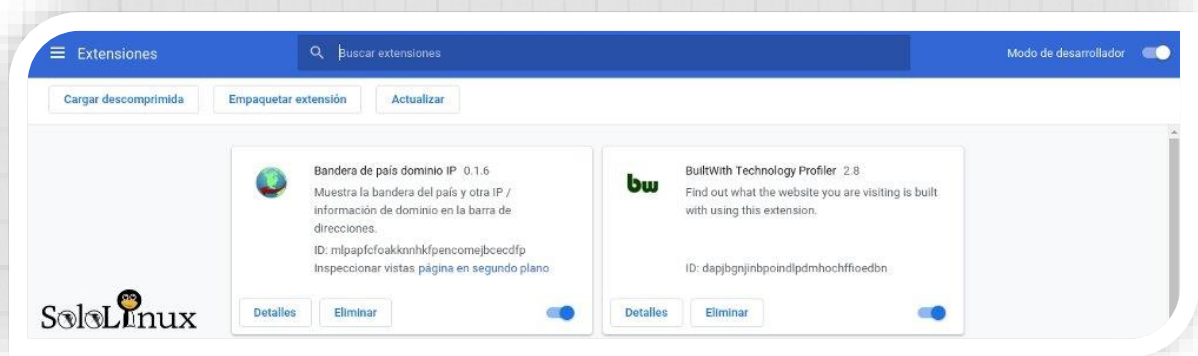 Extensiones
Buscar extensiones
Modo de desarrollador
Cargar descomprimida
Empaquetar extensión
Actualizar
Bandera de país dominio IP 0.1.6
Muestra la bandera del país y otra IP /
información de dominio en la barra de
direcciones.
ID: mlpapfcfoakknnhkfpencomejbcecdfp
Inspeccionar vistas página en segundo plano
Detalles
Eliminar
bw
BuiltWith Technology Profiler 2.8
Find out what the website you are visiting is built
with using this extension.
ID: dapjbgnjinbpoindlpdmhochffioedbn
Detalles
Eliminar
SoloLinux